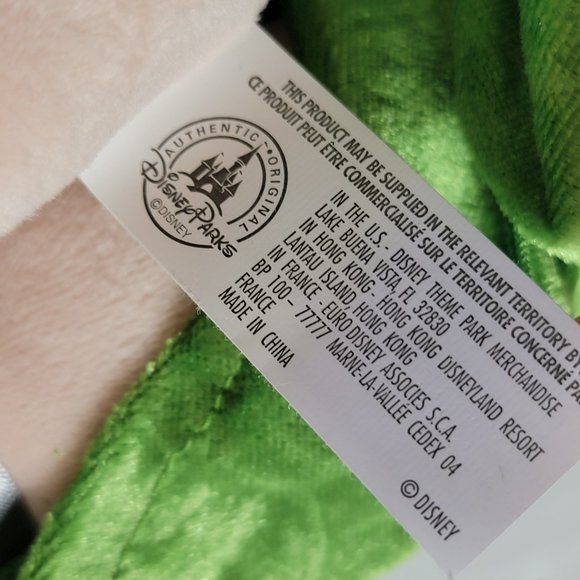 THIS PRODUCT MAY BE SUPPLIED IN THE RELEVANT TERRITORY BY
CE PRODUIT PEUT ÊTRE COMMERCIALISE SUR LE TERRITOIRE CONCERNÉ PA
AUTHENTIC • ORIGINAL
DISNEY PARKS
©DISNEY
IN THE U.S.- DISNEY THEME PARK MERCHANDISE
LAKE BUENA VISTA, FL 32830
IN HONG KONG- HONG KONG DISNEYLAND RESORT
LANTAU ISLAND, HONG KONG
IN FRANCE- EURO DISNEY ASSOCIES S.C.A.
BP 100- 77777 MARNE-LA-VALLEE CEDEX 04
FRANCE
MADE IN CHINA
© DISNEY